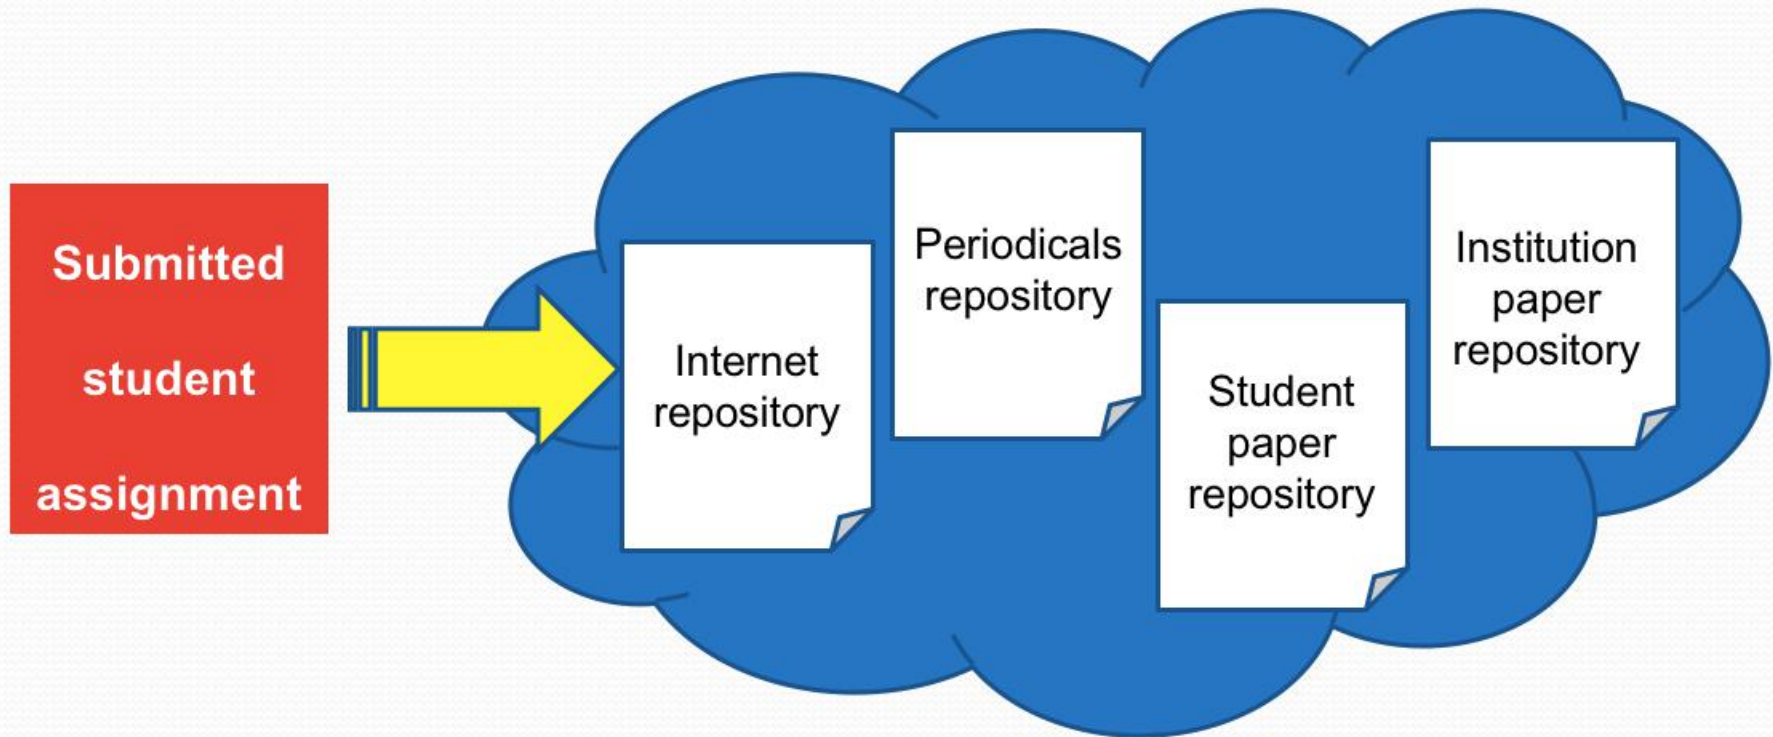 Submitted
student
assignment
Internet
repository
Periodicals
repository
Student
paper
repository
Institution
paper
repository